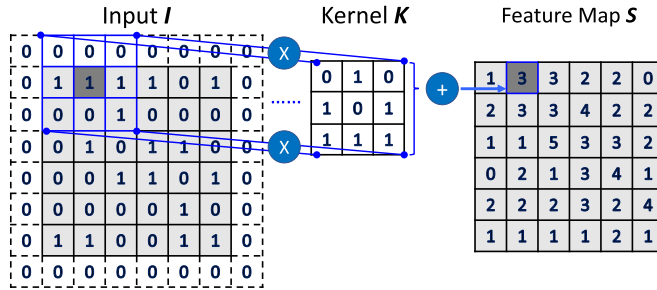 Input I
0 0 0 0 0 0 0 0
0 1 1 1 1 0 1 0
0 0 0 1 0 0 0 0
0 0 1 0 1 1 0 0
0 0 0 1 1 0 1 0
0 0 0 0 0 1 0 0
0 1 1 0 0 1 1 0
0 0 0 0 0 0 0 0
X
......
X
Kernel K
0 1 0
1 0 1
1 1 1
+
Feature Map S
1 3 3 2 2 0
2 3 3 4 2 2
1 1 5 3 3 2
0 2 1 3 4 1
2 2 2 3 2 4
1 1 1 1 2 1